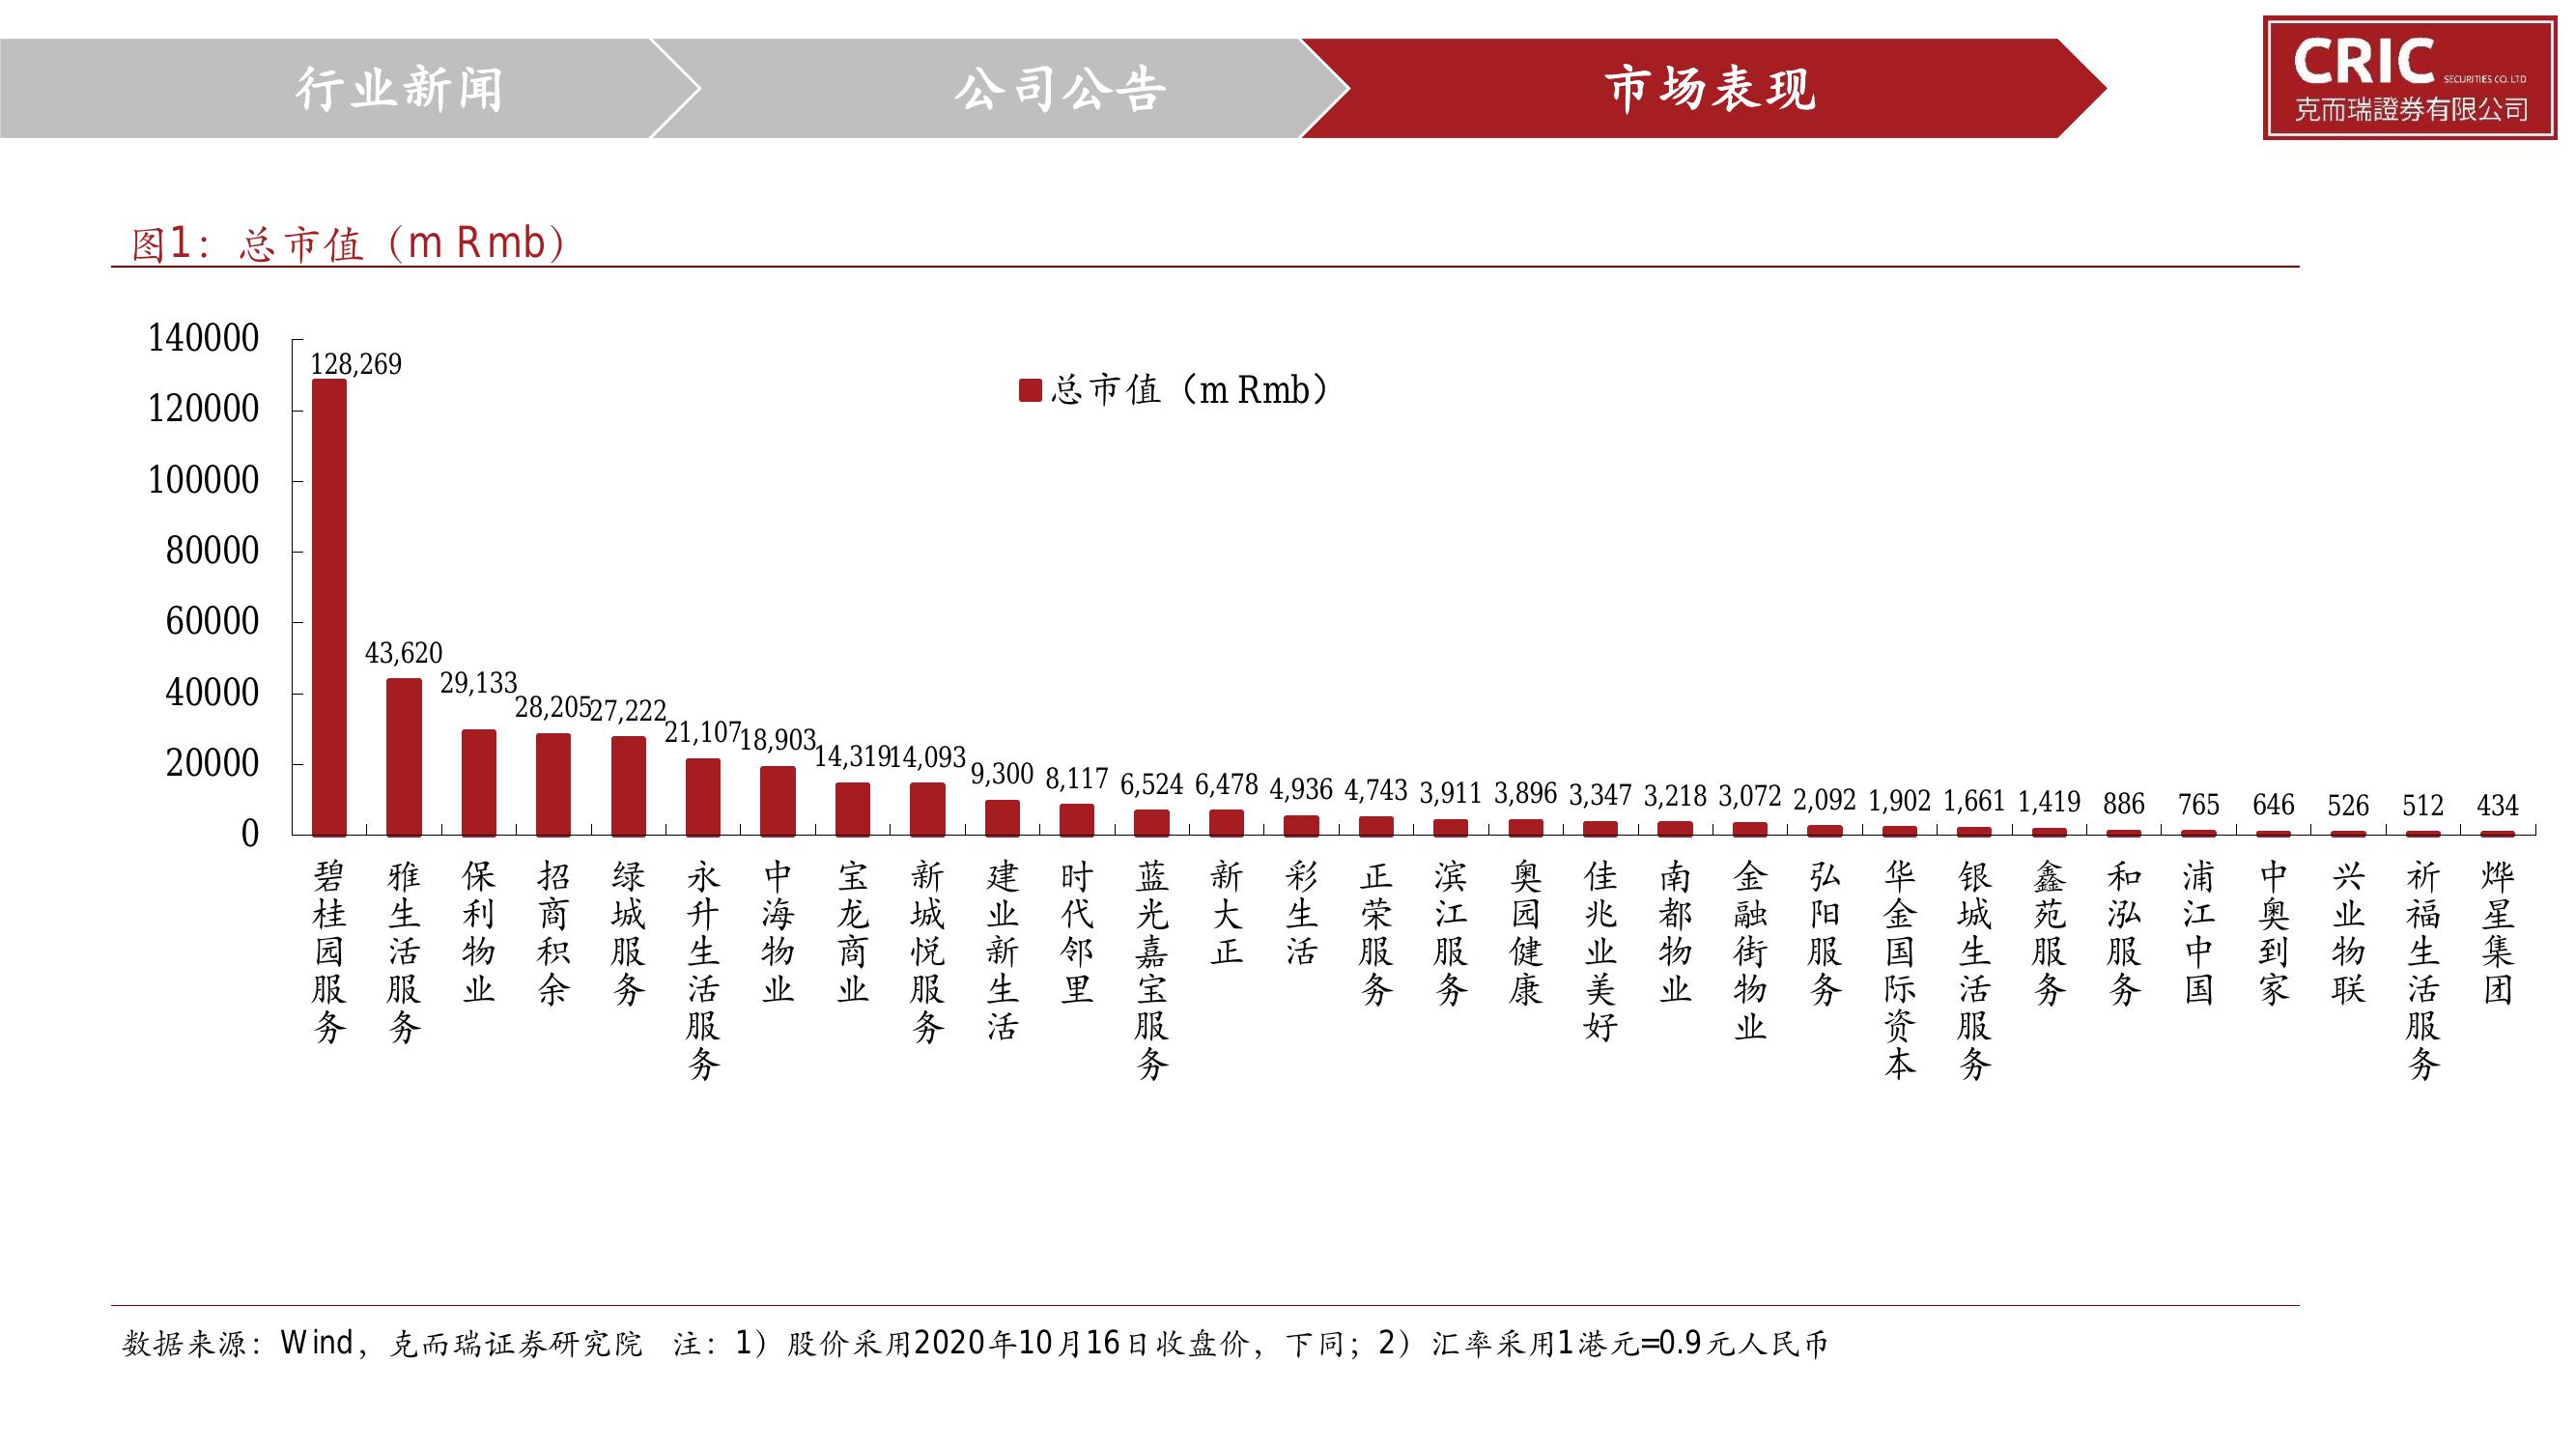 行业新闻
公司公告
市场表现
CRIC SECURITIES CO. LTD
克而瑞證券有限公司
图1：总市值（m Rmb）
总市值（m Rmb）
140000
120000
100000
80000
60000
40000
20000
0
128,269
43,620
29,133
28,205
27,222
21,107
18,903
14,319
14,093
9,300
8,117
6,524
6,478
4,936
4,743
3,911
3,896
3,347
3,218
3,072
2,092
1,902
1,661
1,419
886
765
646
526
512
434
碧桂园服务
雅生活服务
保利物业
招商积余
绿城服务
永升生活服务
中海物业
宝龙商业
新城悦服务
建业新生活
时代邻里
蓝光嘉宝服务
新大正
彩生活
正荣服务
滨江服务
奥园健康
佳兆业美好
南都物业
金融街物业
弘阳服务
华金国际资本
银城生活服务
鑫苑服务
和泓服务
浦江中国
中奥到家
兴业物联
祈福生活服务
烨星集团
数据来源：Wind，克而瑞证券研究院 注：1）股价采用2020年10月16日收盘价，下同；2）汇率采用1港元=0.9元人民币